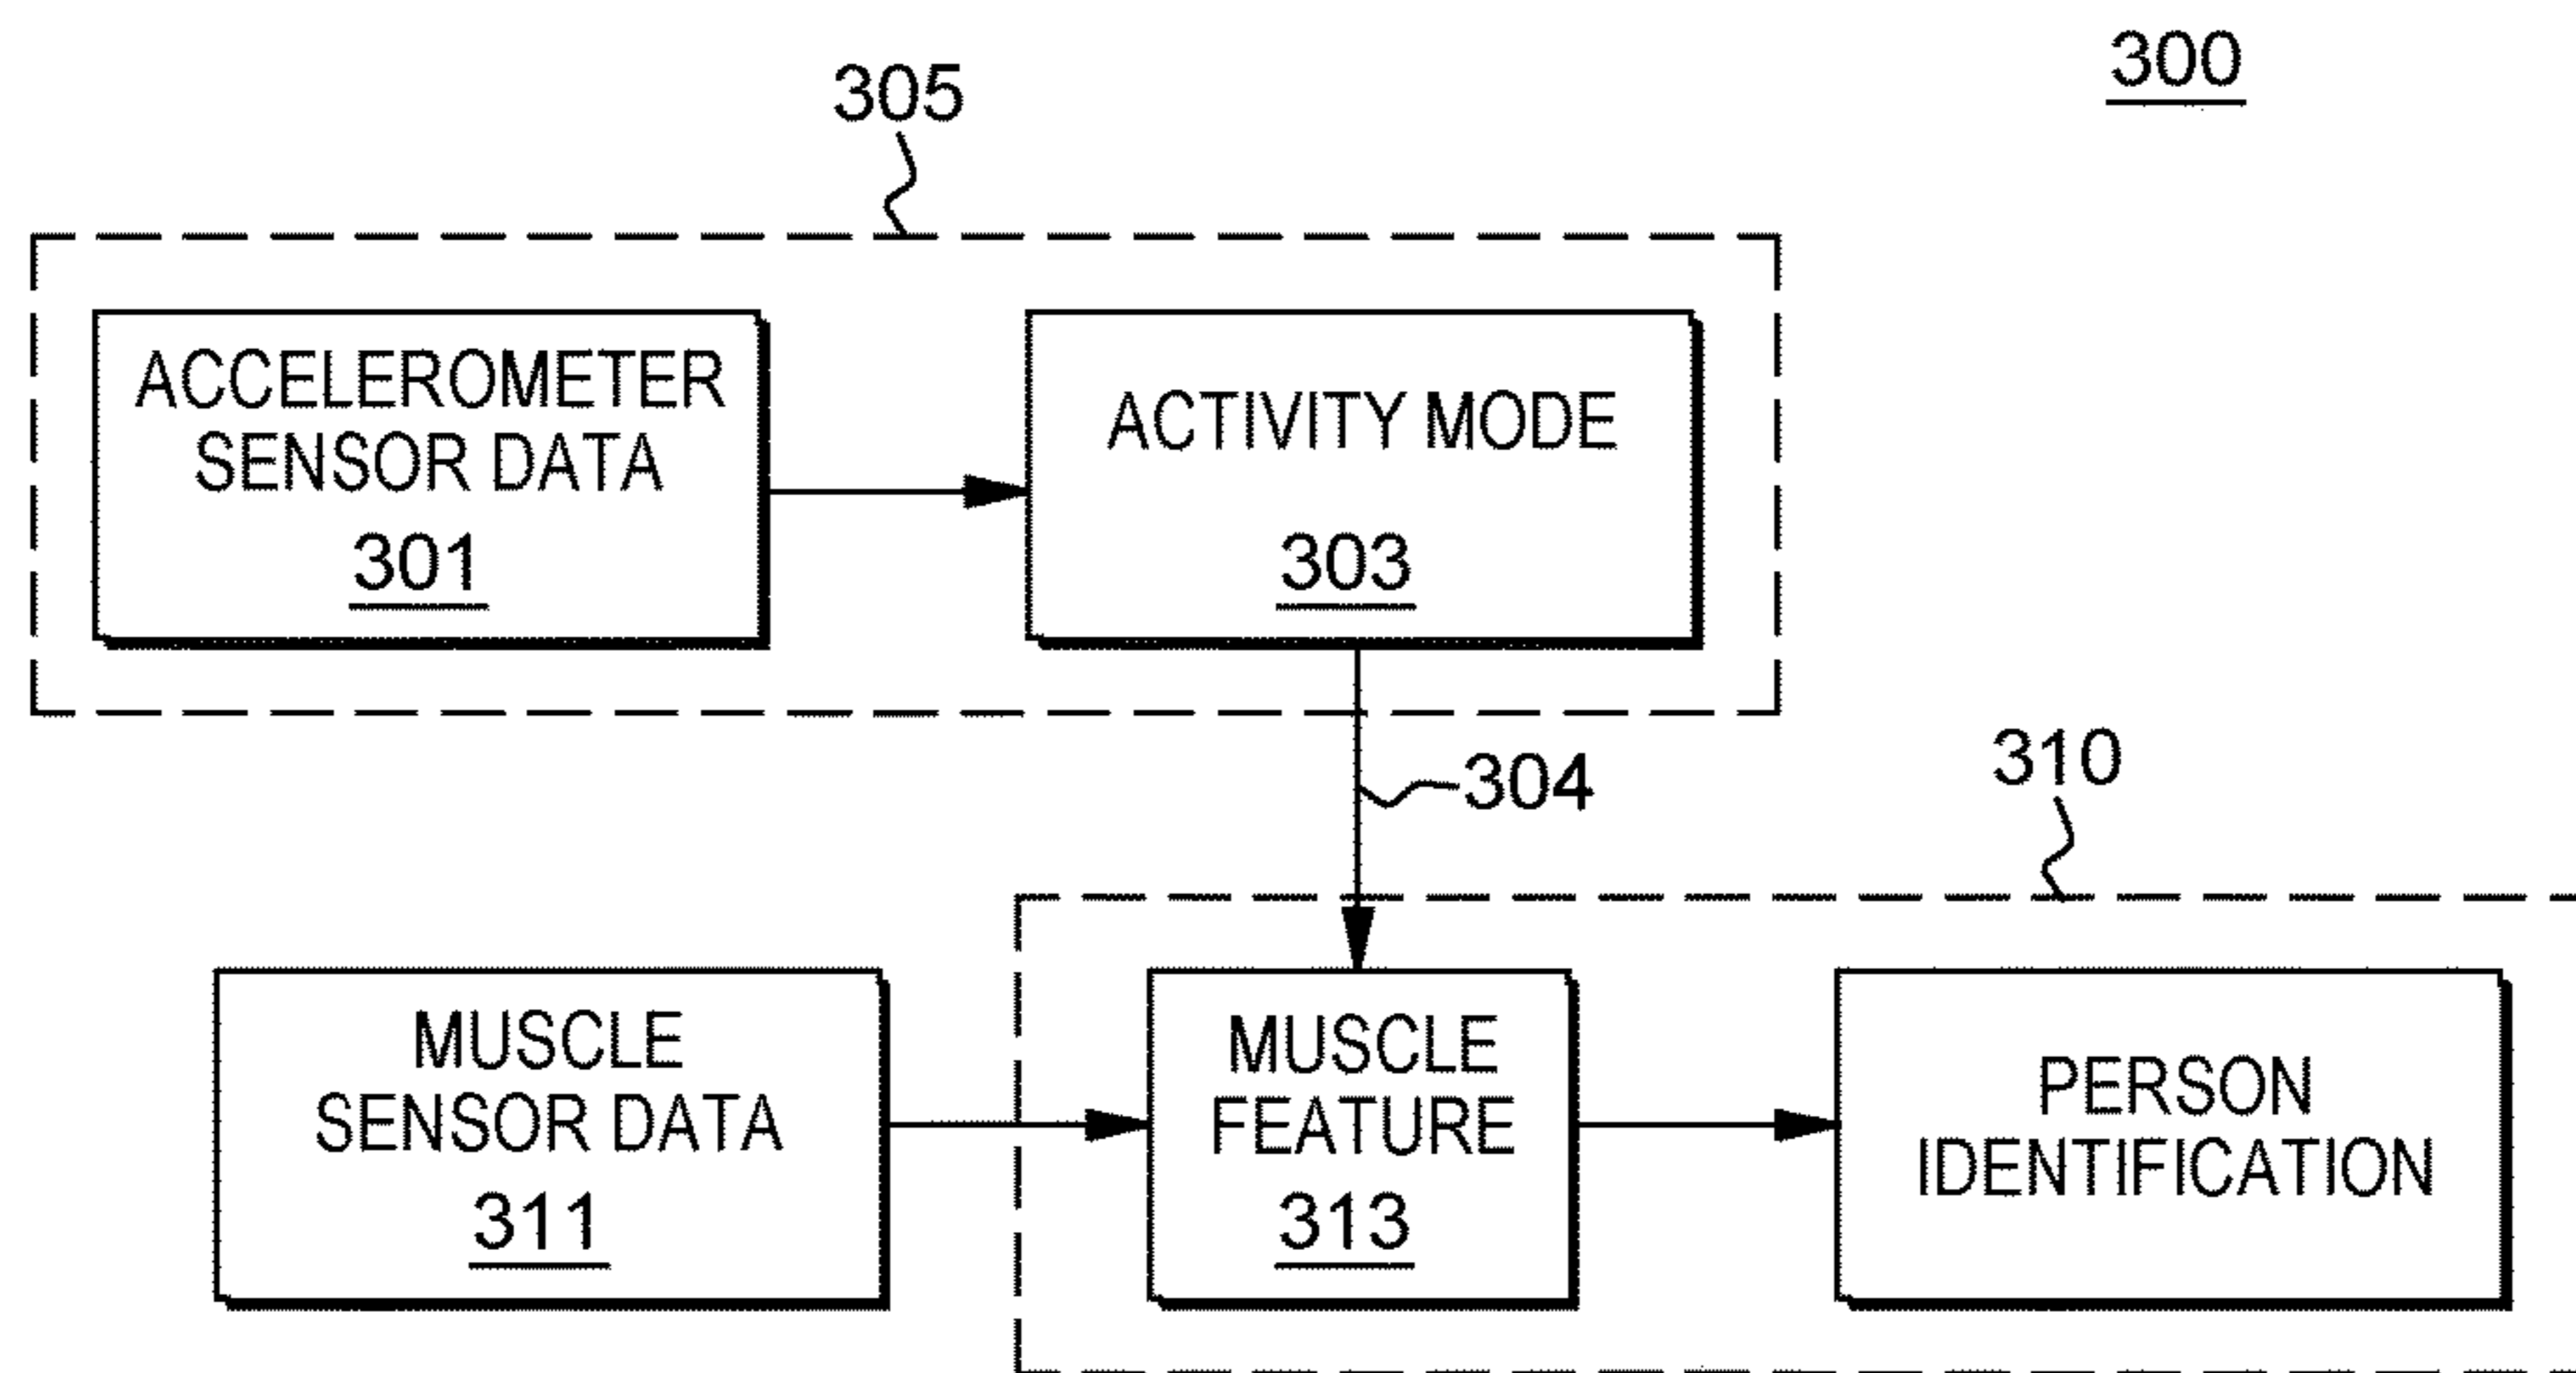 300
305
ACCELEROMETER
SENSOR DATA
301
ACTIVITY MODE
303
304
310
MUSCLE
SENSOR DATA
311
MUSCLE
FEATURE
313
PERSON
IDENTIFICATION